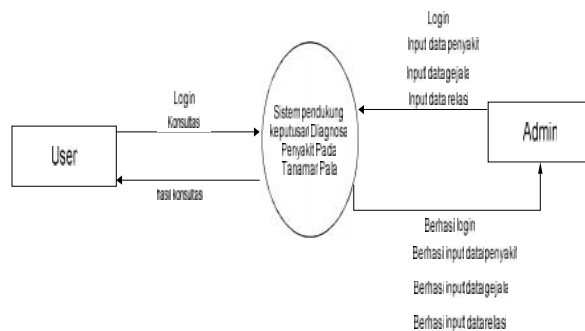 Login
Input data penyakit
Input data gejala
Input data relasi
Login
Konsultasi
Sistem pendukung
keputusan Diagnosa
Penyakit Pada
Tanaman Pala
User
Admin
hasil konsultasi
Berhasi login
Berhasi input data penyakit
Berhasi input data gejala
Berhasi input data relasi